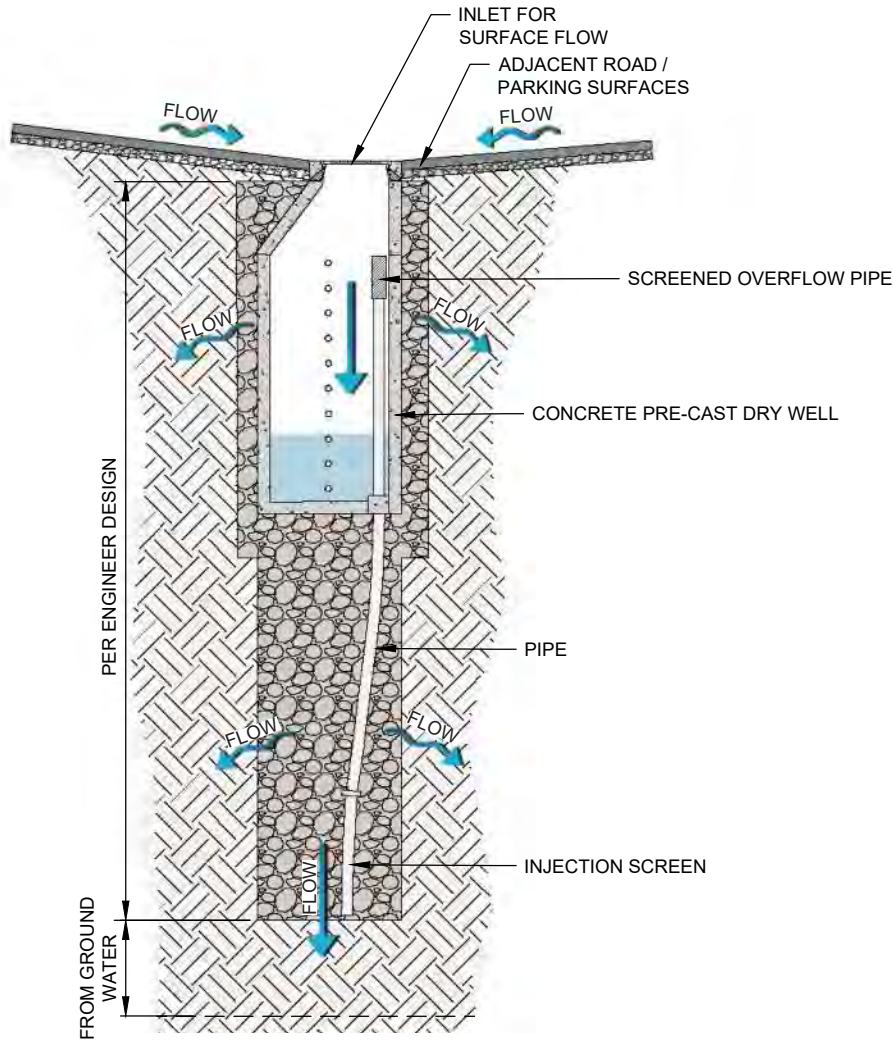 INLET FOR
SURFACE FLOW
ADJACENT ROAD /
PARKING SURFACES
FLOW
FLOW
SCREENED OVERFLOW PIPE
FLOW
FLOW
CONCRETE PRE-CAST DRY WELL
PER ENGINEER DESIGN
PIPE
FLOW
FLOW
INJECTION SCREEN
FLOW
FROM GROUND
WATER